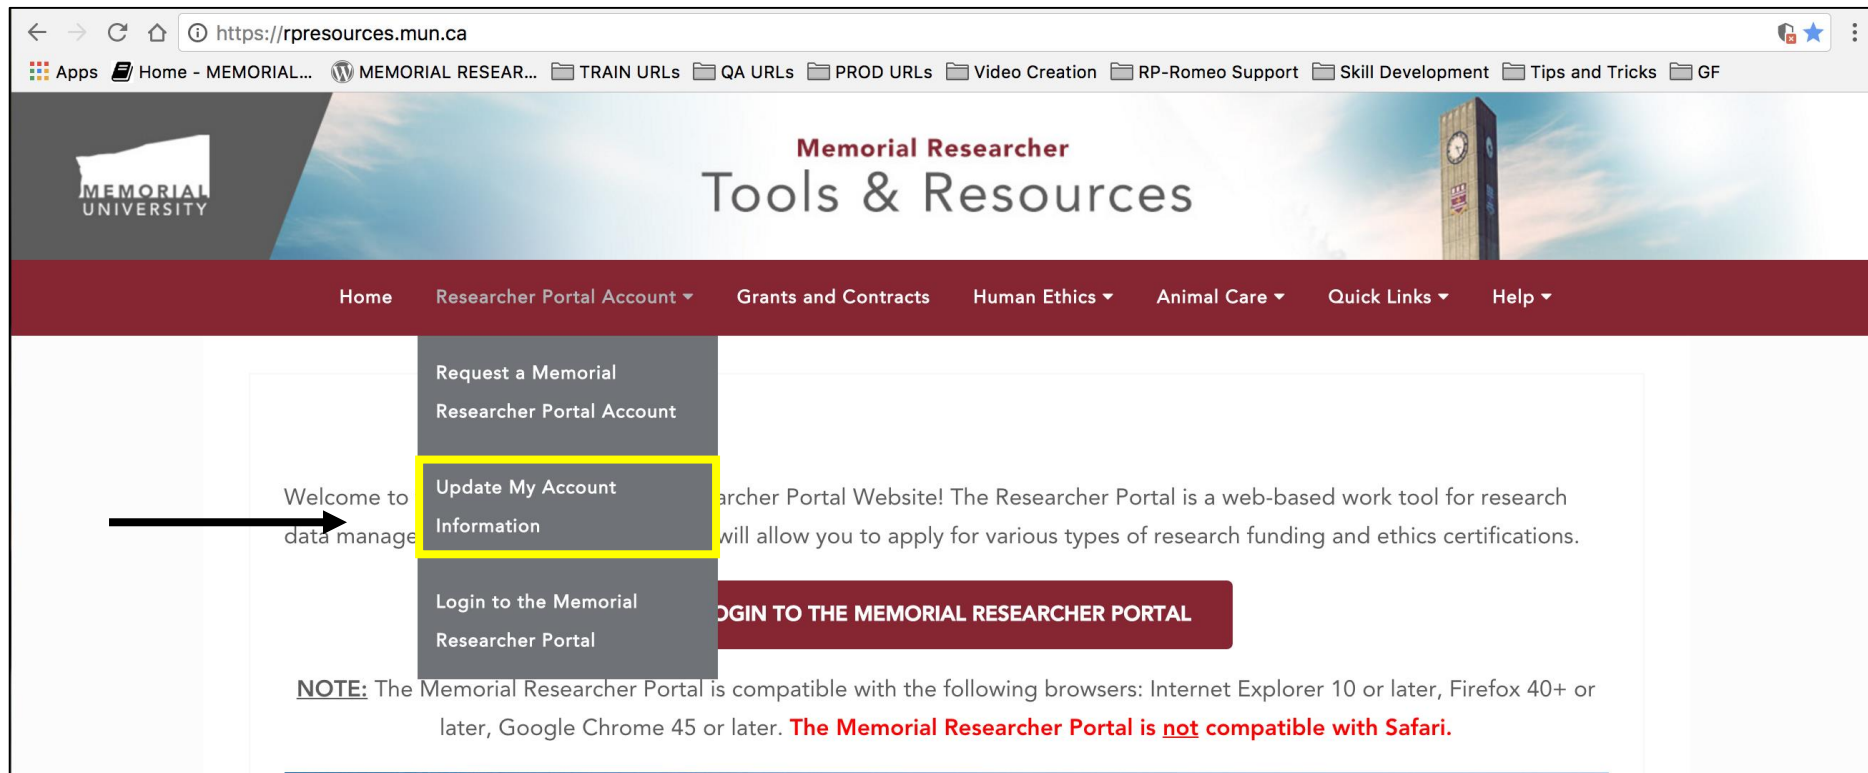 https://rpresources.mun.ca
Apps Home - MEMORIAL... MEMORIAL RESEAR... TRAIN URLs QA URLs PROD URLs Video Creation RP-Romeo Support Skill Development Tips and Tricks GF
MEMORIAL
UNIVERSITY
Memorial Researcher
Tools & Resources
Home Researcher Portal Account Grants and Contracts Human Ethics Animal Care Quick Links Help
Request a Memorial
Researcher Portal Account
Update My Account
Information
Login to the Memorial
Researcher Portal
Welcome to archer Portal Website! The Researcher Portal is a web-based work tool for research
data manage will allow you to apply for various types of research funding and ethics certifications.
OGIN TO THE MEMORIAL RESEARCHER PORTAL
NOTE: The Memorial Researcher Portal is compatible with the following browsers: Internet Explorer 10 or later, Firefox 40+ or
later, Google Chrome 45 or later. The Memorial Researcher Portal is not compatible with Safari.